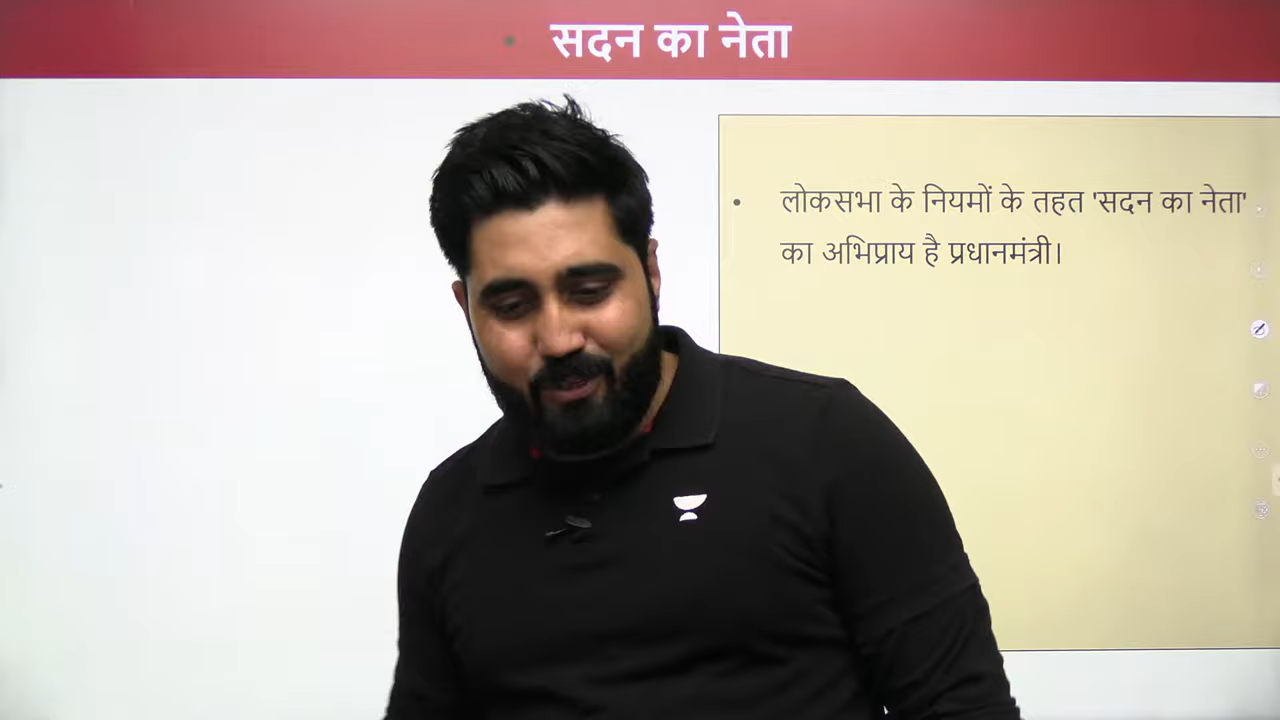 सदन का नेता
लोकसभा के नियमों के तहत 'सदन का नेता'
का अभिप्राय है प्रधानमंत्री।